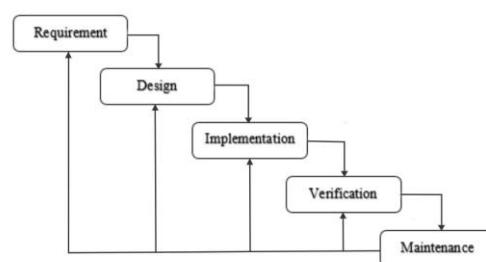 Requirement
Design
Implementation
Verification
Maintenance